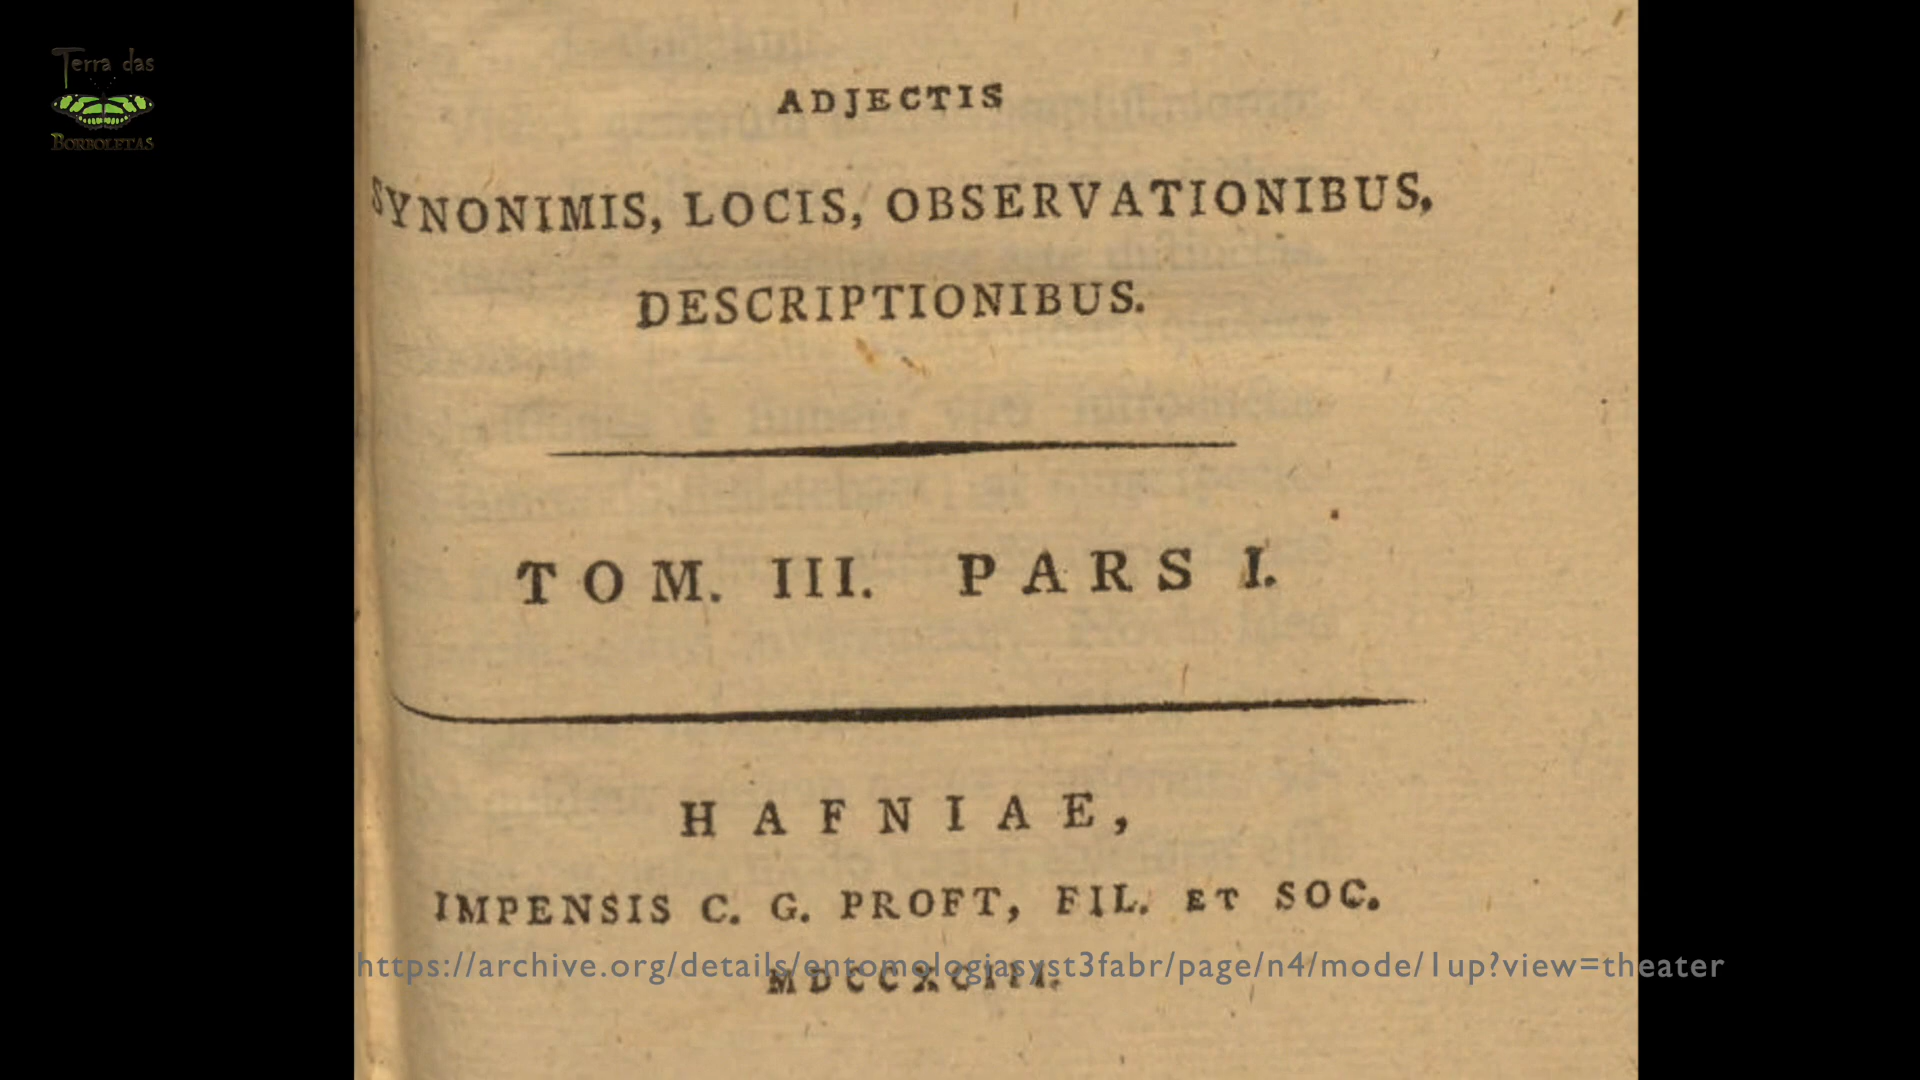 Terra das
BORBOLETAS
ADJECTIS
SYNONIMIS, LOCIS, OBSERVATIONIBUS,
DESCRIPTIONIBUS.
TOM. III. PARS I.
HAFNIAE,
IMPENSIS C. G. PROFT, FIL. ET SOC.
https://archive.org/details/entomologiasyst3fabr/page/n4/mode/1up?view=theater
MDCCXCIII.